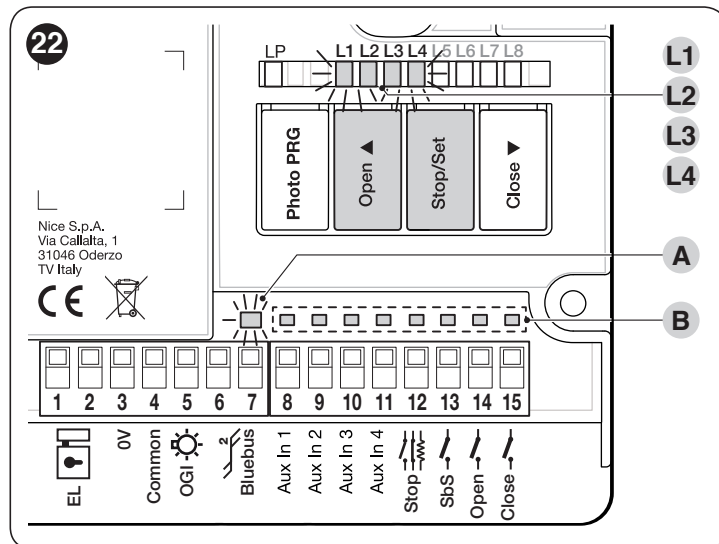 22
LP L1 L2 L3 L4 L5 L6 L7 L8
L1
L2
L3
L4
Photo PRG
Open ▲
Stop/Set
Close ▼
Nice S.p.A.
Via Callalta, 1
31046 Oderzo
TV Italy
CE
A
B
1 2 3 4 5 6 7 8 9 10 11 12 13 14 15
EL
0V
Common
OGI
2
Bluebus
Aux In 1
Aux In 2
Aux In 3
Aux In 4
Stop
SbS
Open
Close